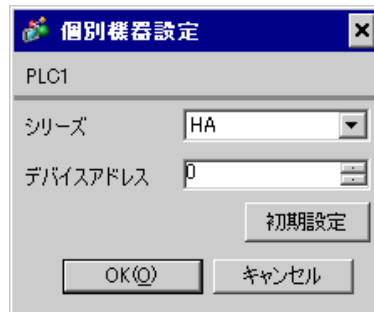 個別機器設定
PLC1
シリーズ HA
デバイスアドレス 0
初期設定
OK(O) キャンセル